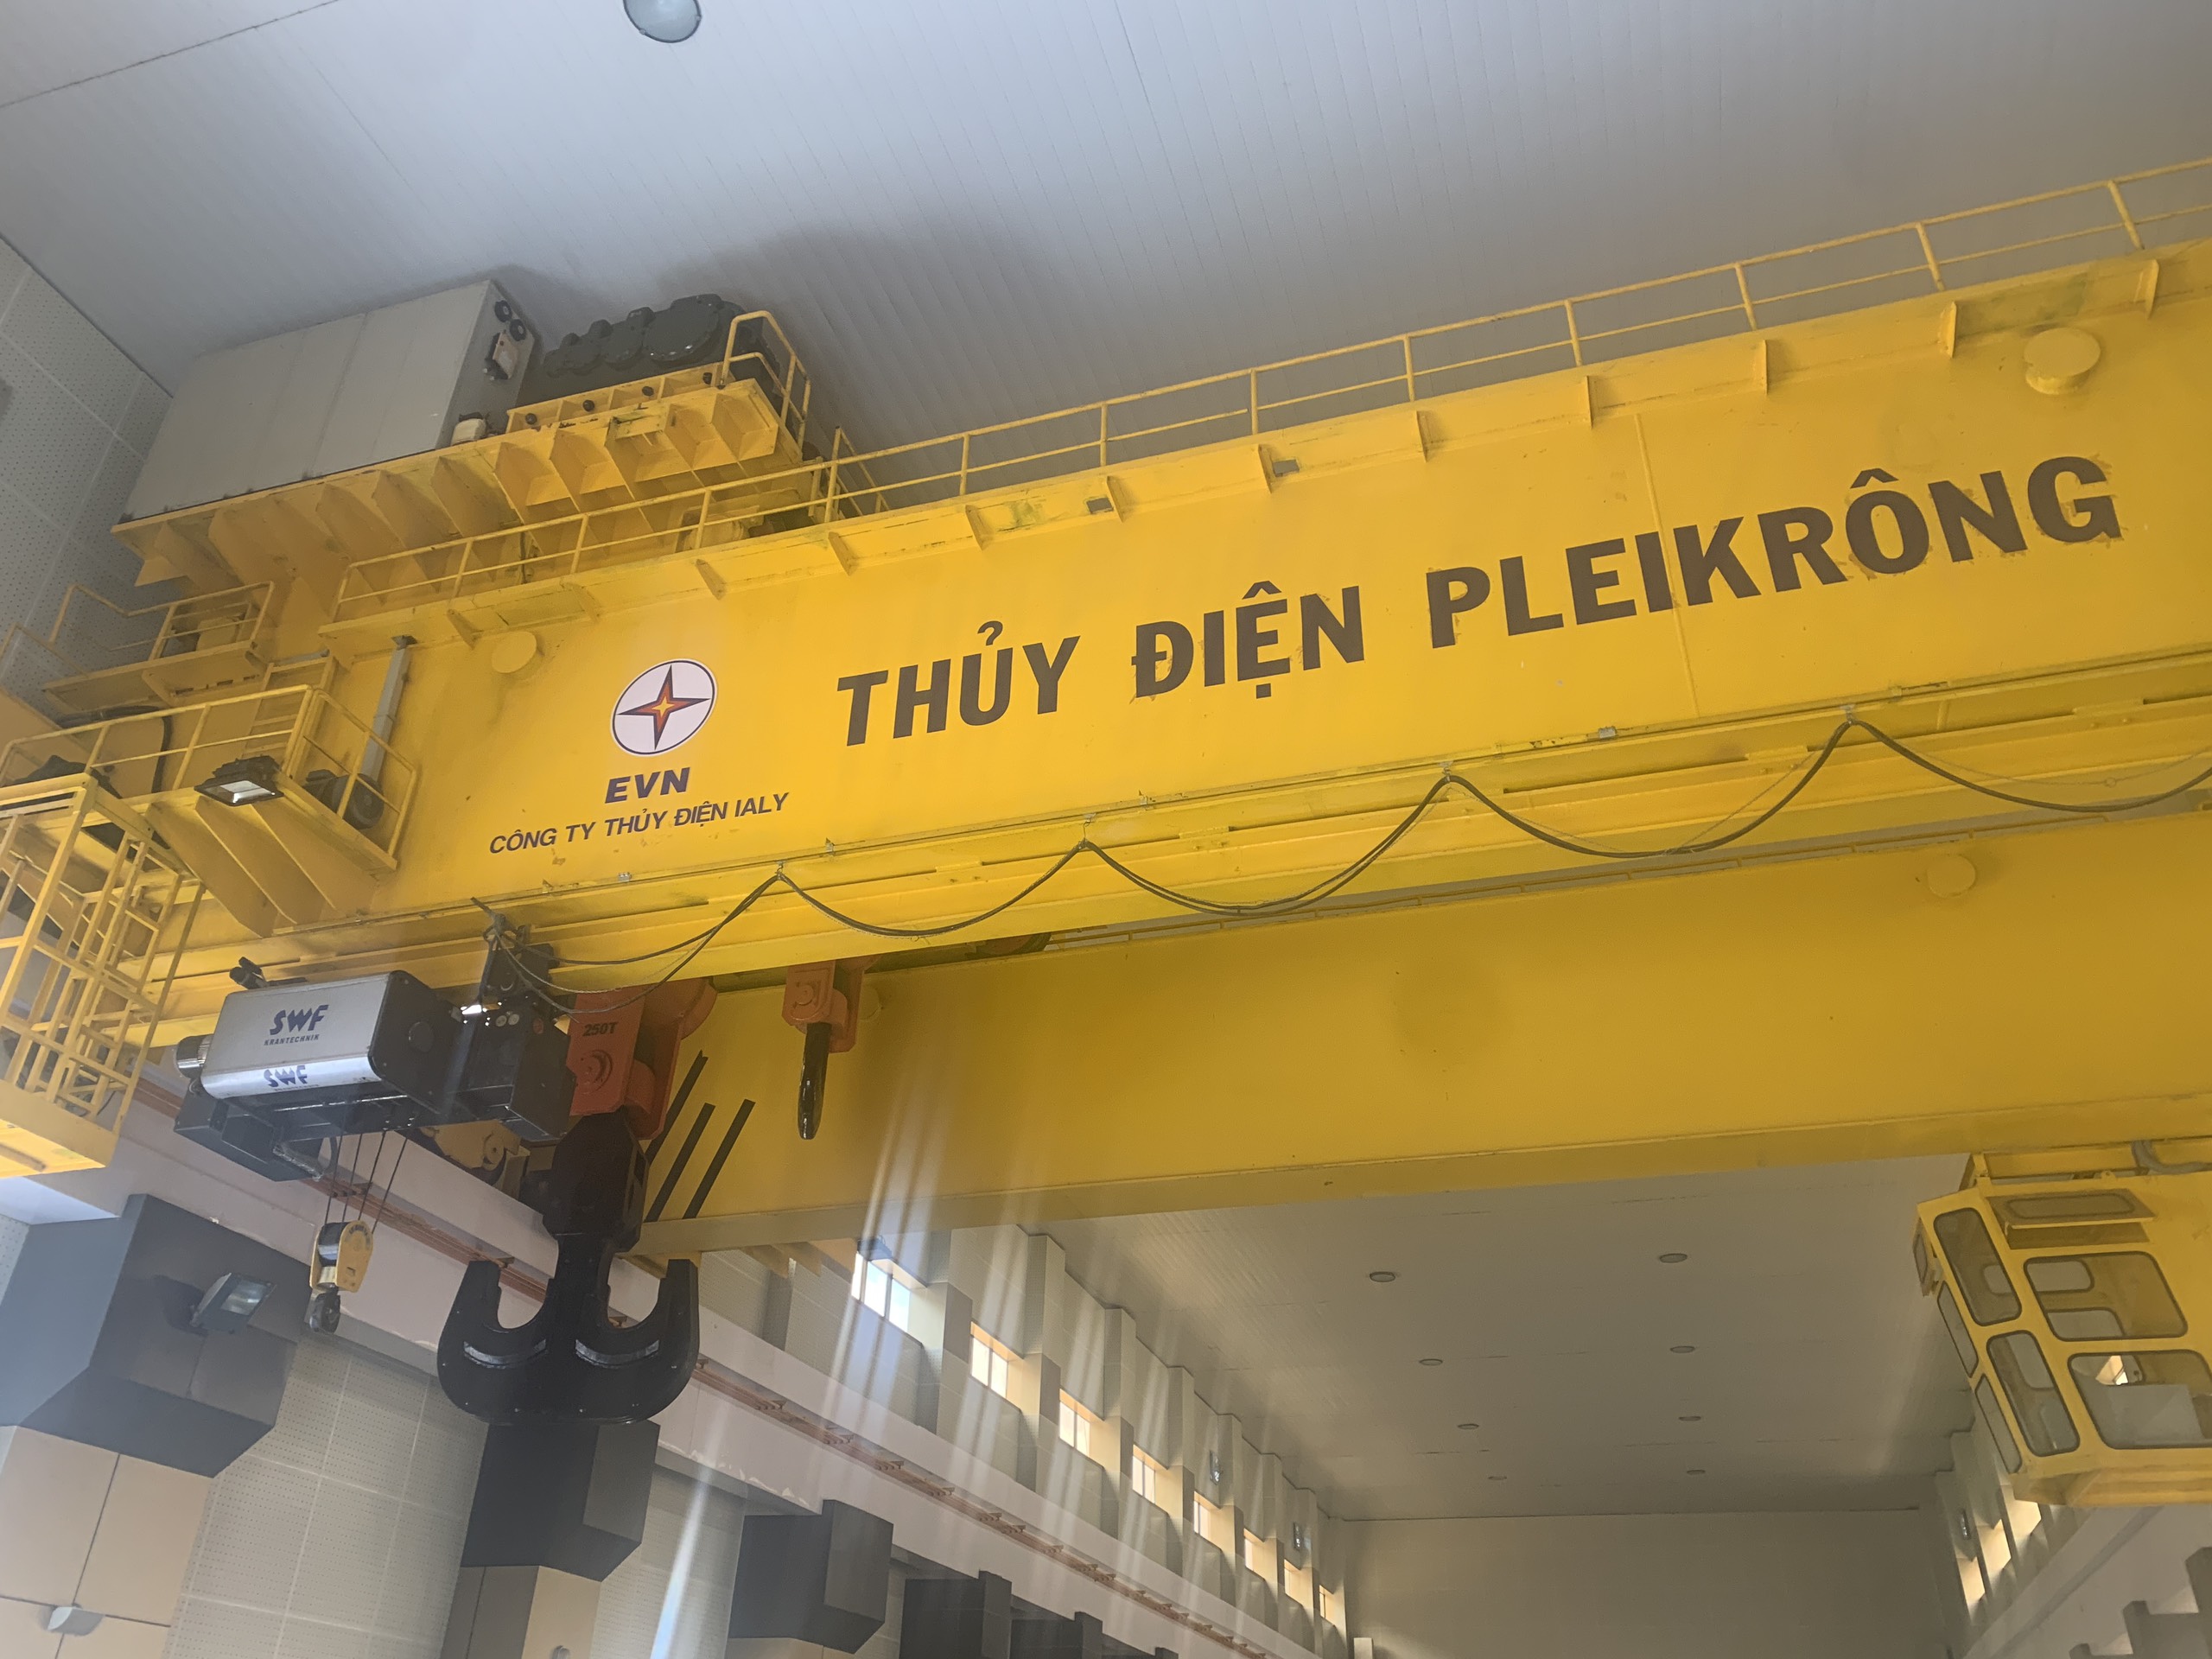 THỦY ĐIỆN PLEIKRÔNG
EVN
CÔNG TY THỦY ĐIỆN IALY
SWF
KRANTECHNIK
SWF
250T